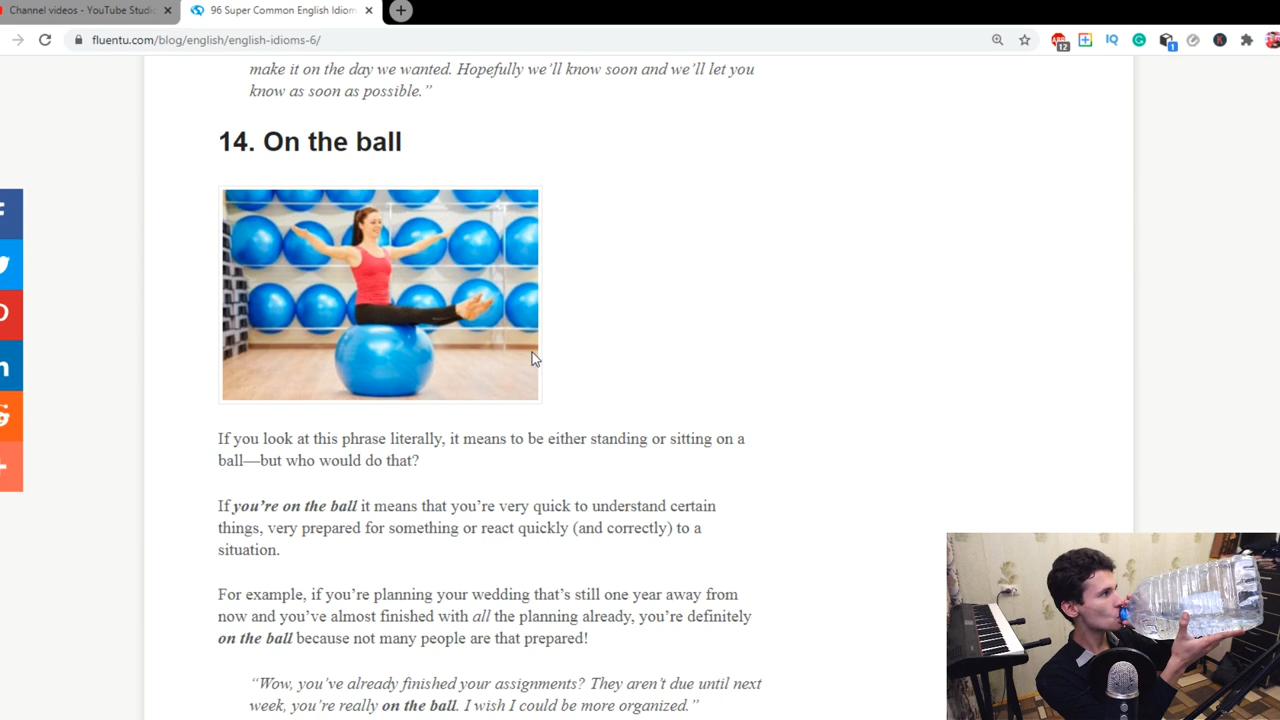 Channel videos - YouTube Studi
96 Super Common English Idiom
fluentu.com/blog/english/english-idioms-6/
12
IQ
1
K
make it on the day we wanted. Hopefully we'll know soon and we'll let you
know as soon as possible.”
14. On the ball
If you look at this phrase literally, it means to be either standing or sitting on a
ball—but who would do that?
If you’re on the ball it means that you’re very quick to understand certain
things, very prepared for something or react quickly (and correctly) to a
situation.
For example, if you’re planning your wedding that’s still one year away from
now and you’ve almost finished with all the planning already, you’re definitely
on the ball because not many people are that prepared!
“Wow, you’ve already finished your assignments? They aren’t due until next
week, you’re really on the ball. I wish I could be more organized.”